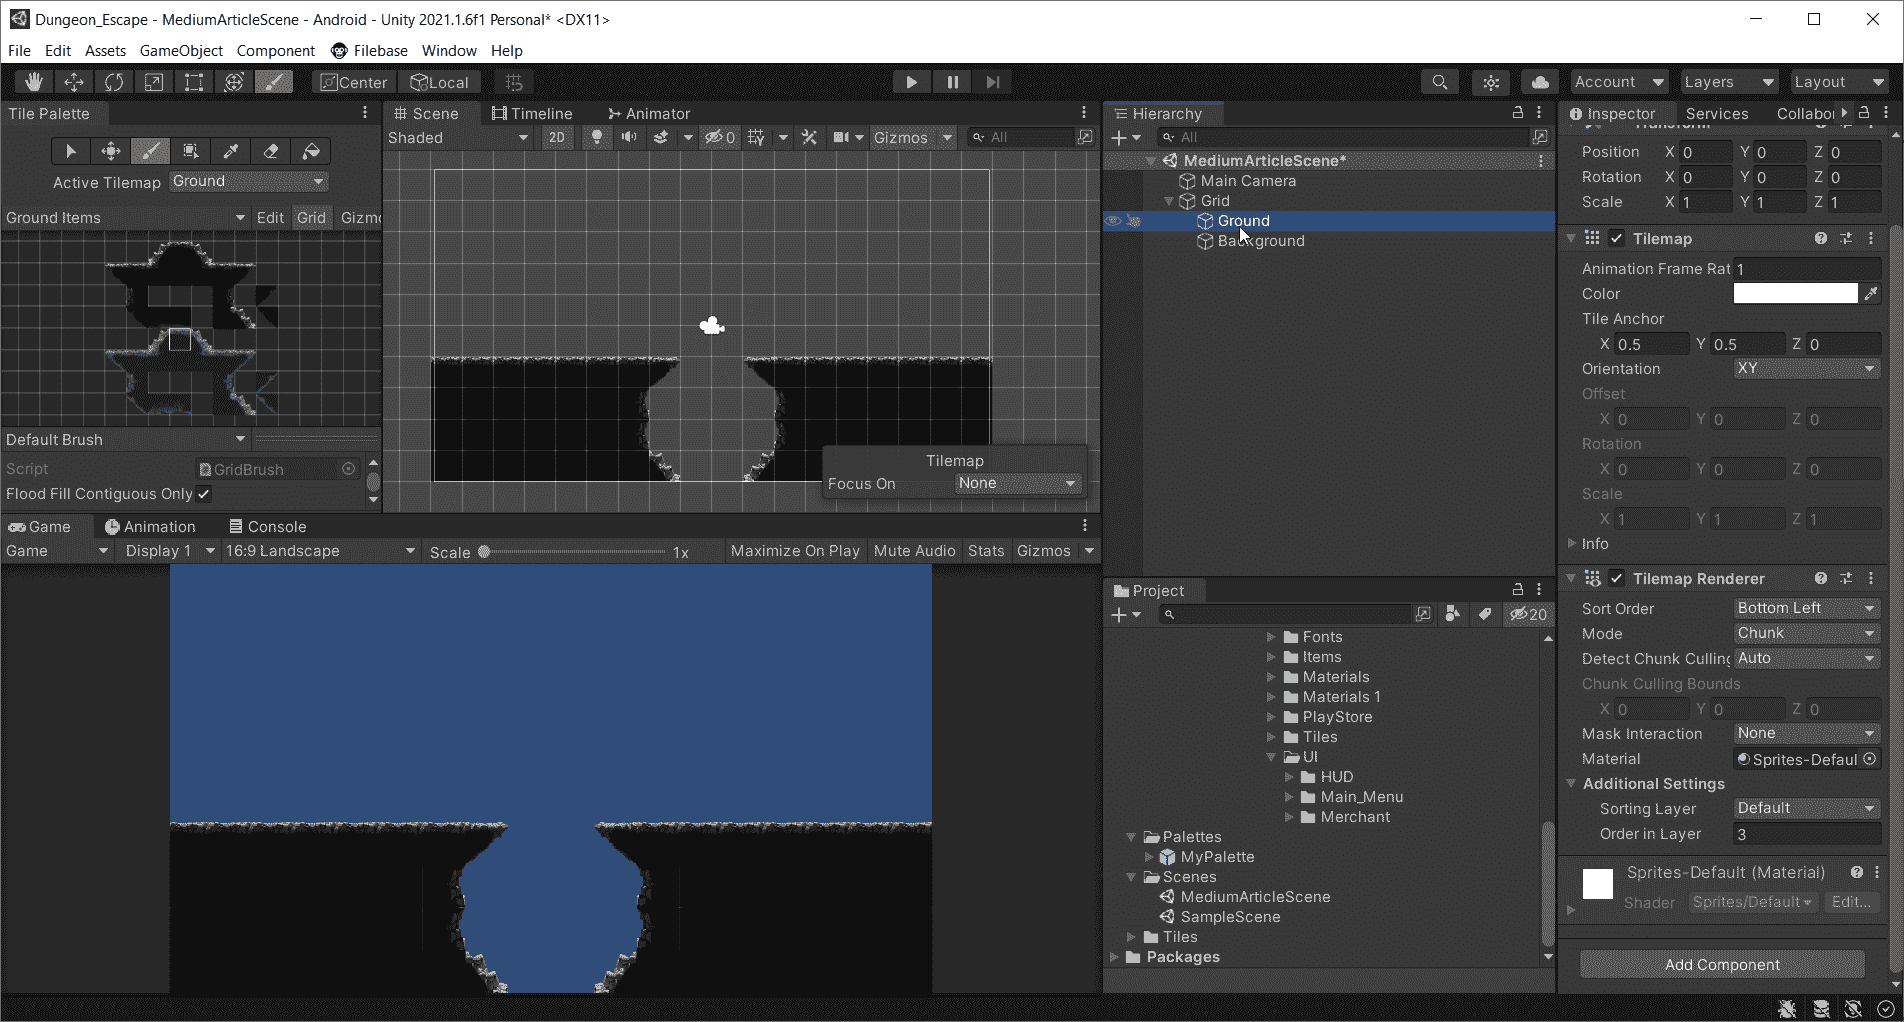 Dungeon_Escape - MediumArticleScene - Android - Unity 2021.1.6f1 Personal* <DX11>
File Edit Assets GameObject Component Filebase Window Help
Center Local Account Layers Layout
Tile Palette
Active Tilemap Ground
Ground Items Edit Grid Gizmo
Default Brush
Script GridBrush
Flood Fill Contiguous Only
Scene Timeline Animator
Shaded 2D 0 Gizmos All
Tilemap
Focus On None
Game Animation Console
Game Display 1 16:9 Landscape Scale 1x Maximize On Play Mute Audio Stats Gizmos
Hierarchy
All
MediumArticleScene*
Main Camera
Grid
Ground
Background
Project
20
Fonts
Items
Materials
Materials 1
PlayStore
Tiles
UI
HUD
Main_Menu
Merchant
Palettes
MyPalette
Scenes
MediumArticleScene
SampleScene
Tiles
Packages
Inspector Services Collabor
Position X 0 Y 0 Z 0
Rotation X 0 Y 0 Z 0
Scale X 1 Y 1 Z 1
Tilemap
Animation Frame Rat 1
Color
Tile Anchor
X 0.5 Y 0.5 Z 0
Orientation XY
Offset
X 0 Y 0 Z 0
Rotation
X 0 Y 0 Z 0
Scale
X 1 Y 1 Z 1
Info
Tilemap Renderer
Sort Order Bottom Left
Mode Chunk
Detect Chunk Culling Auto
Chunk Culling Bounds
X 0 Y 0 Z 0
Mask Interaction None
Material Sprites-Defaul
Additional Settings
Sorting Layer Default
Order in Layer 3
Sprites-Default (Material)
Shader Sprites/Default Edit...
Add Component